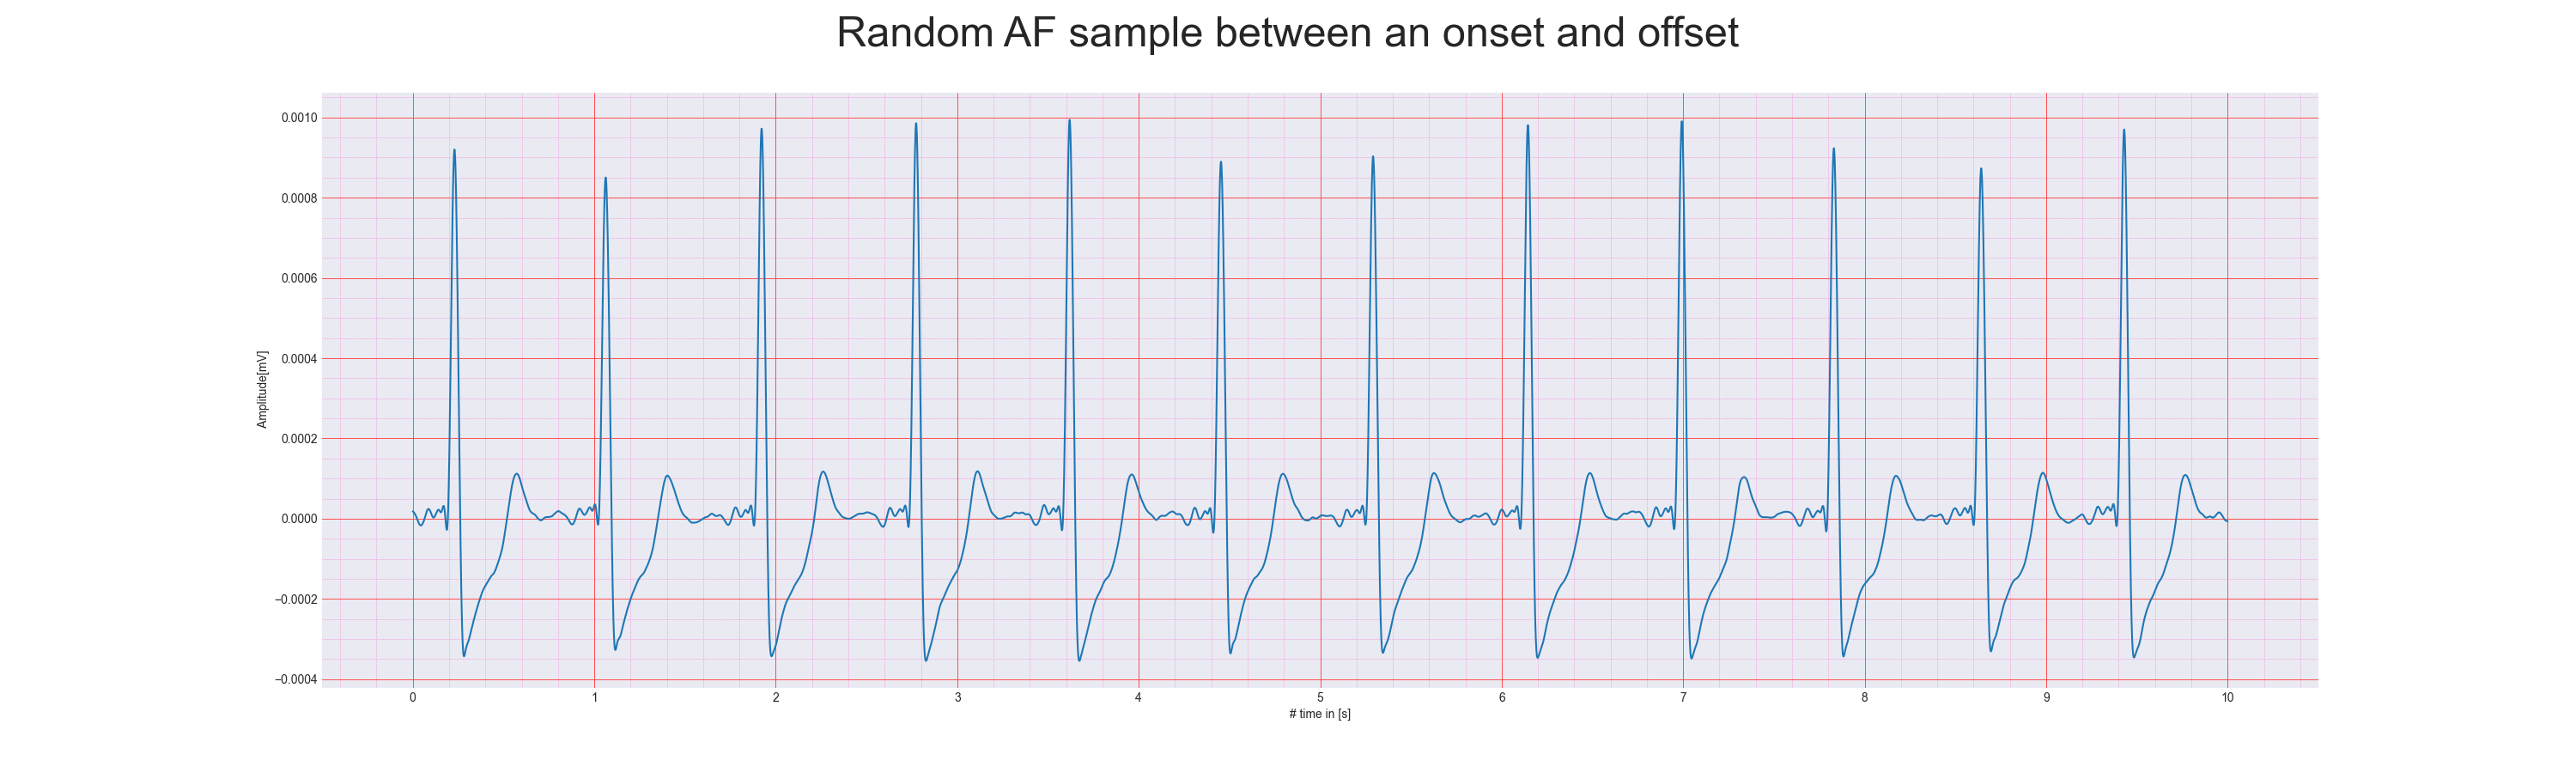 Random AF sample between an onset and offset
0.0010
0.0008
0.0006
0.0004
0.0002
0.0000
−0.0002
−0.0004
Amplitude[mV]
0 1 2 3 4 5 6 7 8 9 10
# time in [s]